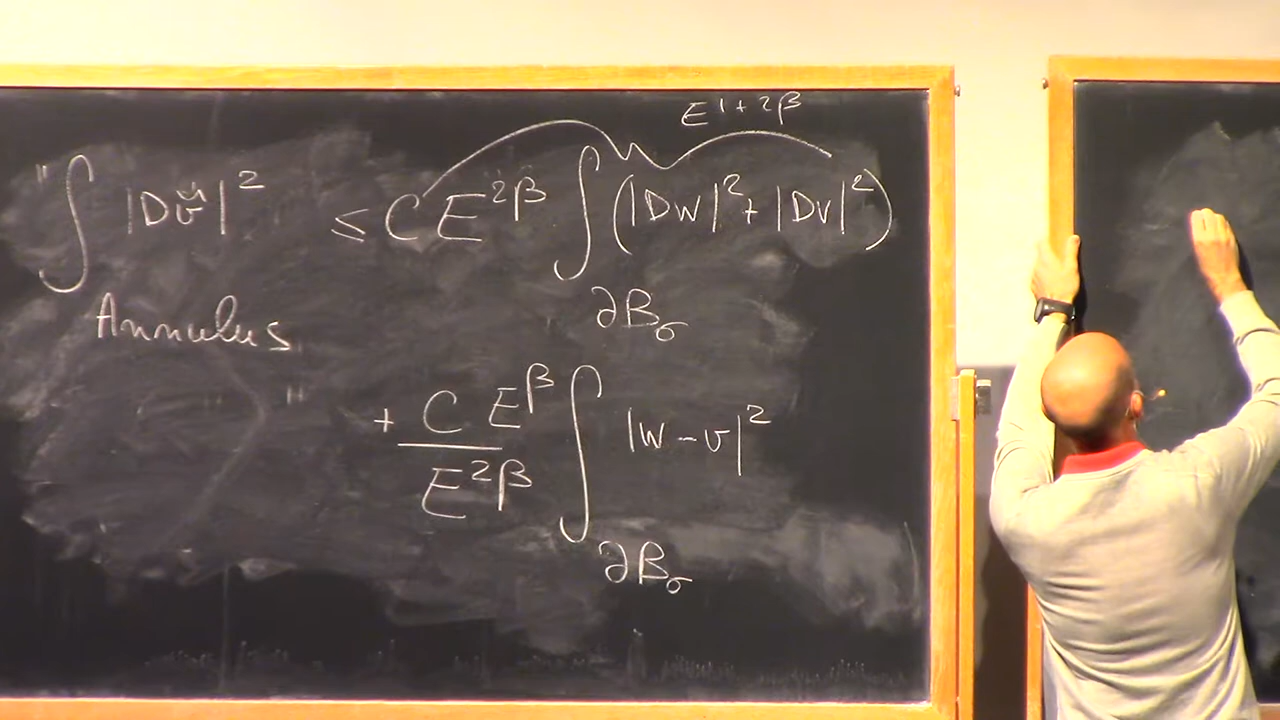 E^{1+2β}
"∫ |Dũ|² ≤ C E^{2β} ∫ (|Dw|² + |Dv|²)
Annulus" ∂B_σ
+ C E^β / E^{2β} ∫ |w - v|²
∂B_σ